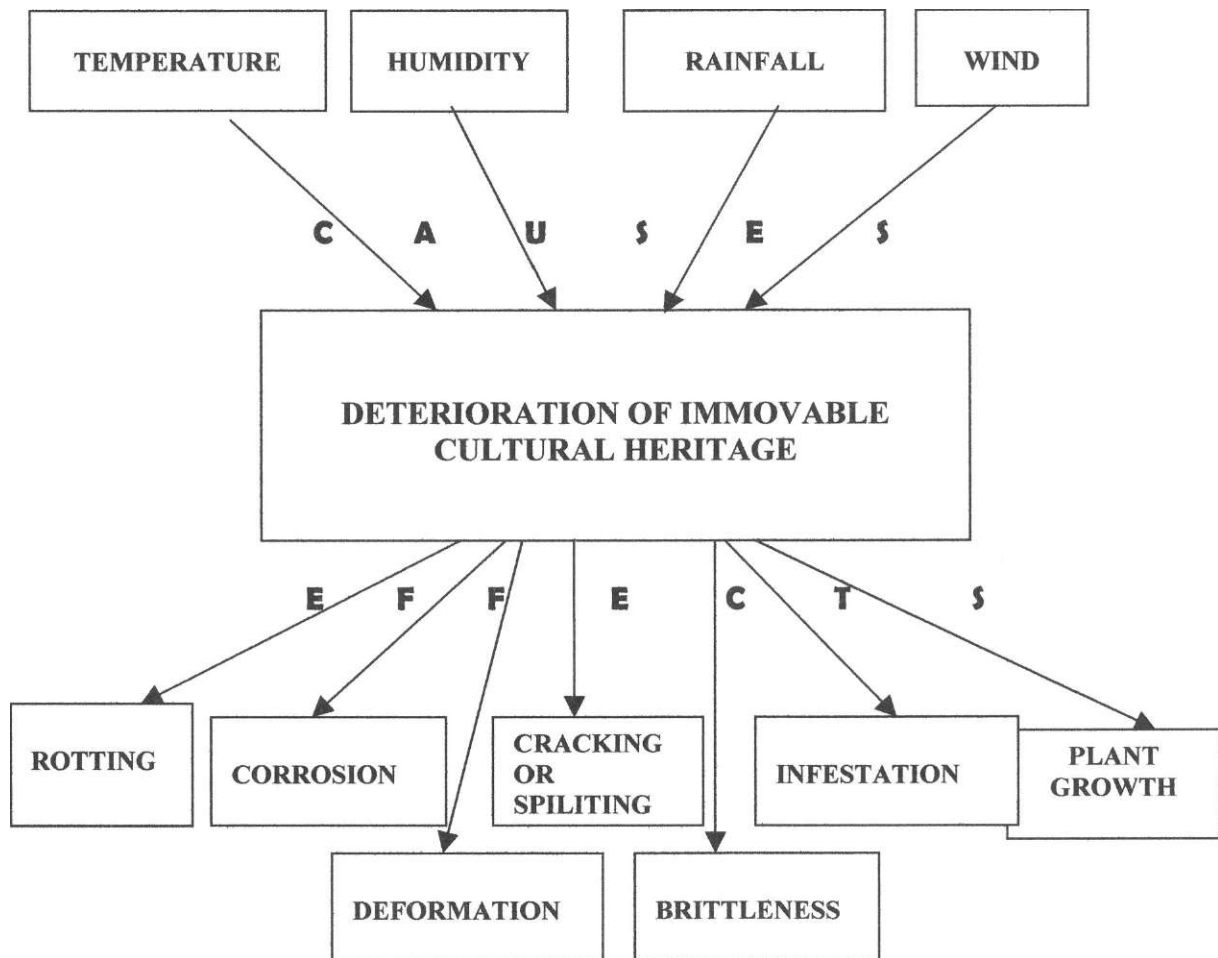 TEMPERATURE
HUMIDITY
RAINFALL
WIND
C A U S E S
DETERIORATION OF IMMOVABLE
CULTURAL HERITAGE
E F F E C T S
ROTTING
CORROSION
CRACKING
OR
SPILITING
INFESTATION
PLANT
GROWTH
DEFORMATION
BRITTLENESS